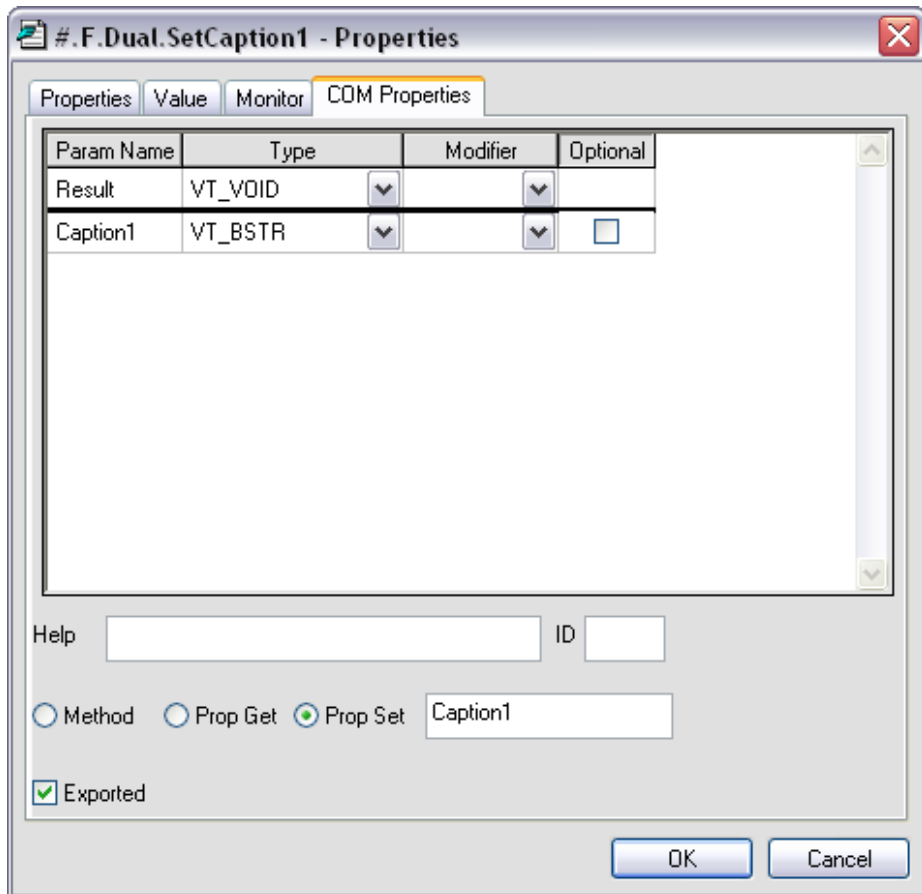 #.F.Dual.SetCaption1 - Properties
Properties Value Monitor COM Properties
Param Name Type Modifier Optional
Result VT_VOID
Caption1 VT_BSTR
Help ID
Method Prop Get Prop Set Caption1
Exported
OK Cancel